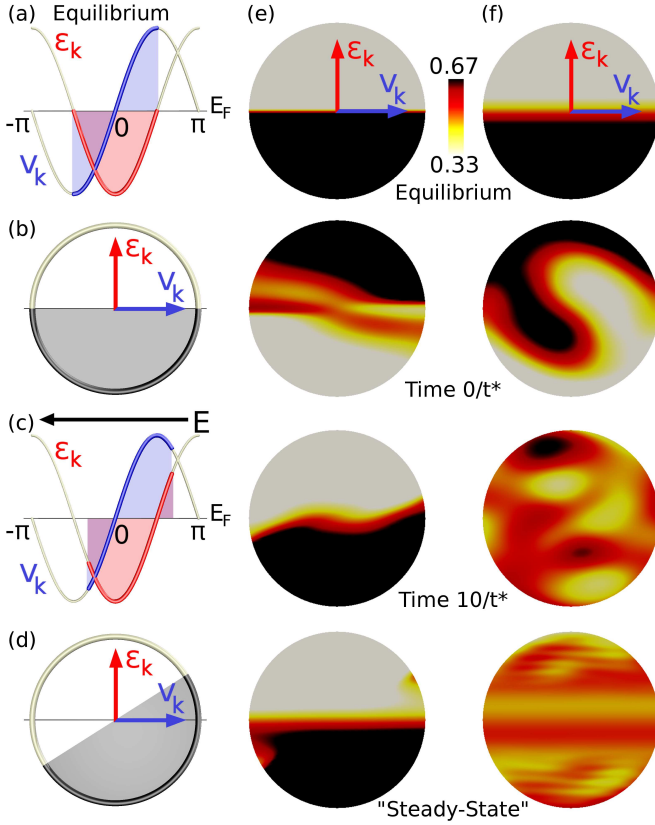 (a)
Equilibrium
ε_k
E_F
-π
0
π
v_k
(b)
ε_k
v_k
(c)
E
ε_k
E_F
-π
0
π
v_k
(d)
ε_k
v_k
(e)
ε_k
v_k
0.67
0.33
Equilibrium
(f)
ε_k
v_k
Time 0/t*
Time 10/t*
"Steady-State"